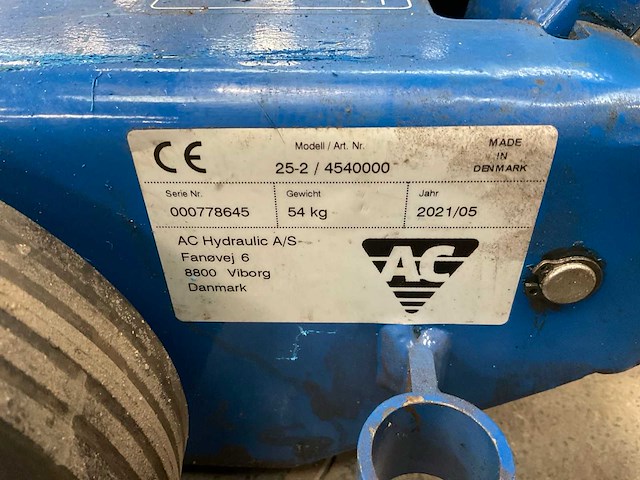 CE
Modell / Art. Nr.
25-2 / 4540000
MADE
IN
DENMARK
Serie Nr.
Gewicht
Jahr
000778645
54 kg
2021/05
AC Hydraulic A/S
Fanøvej 6
8800 Viborg
Danmark
AC